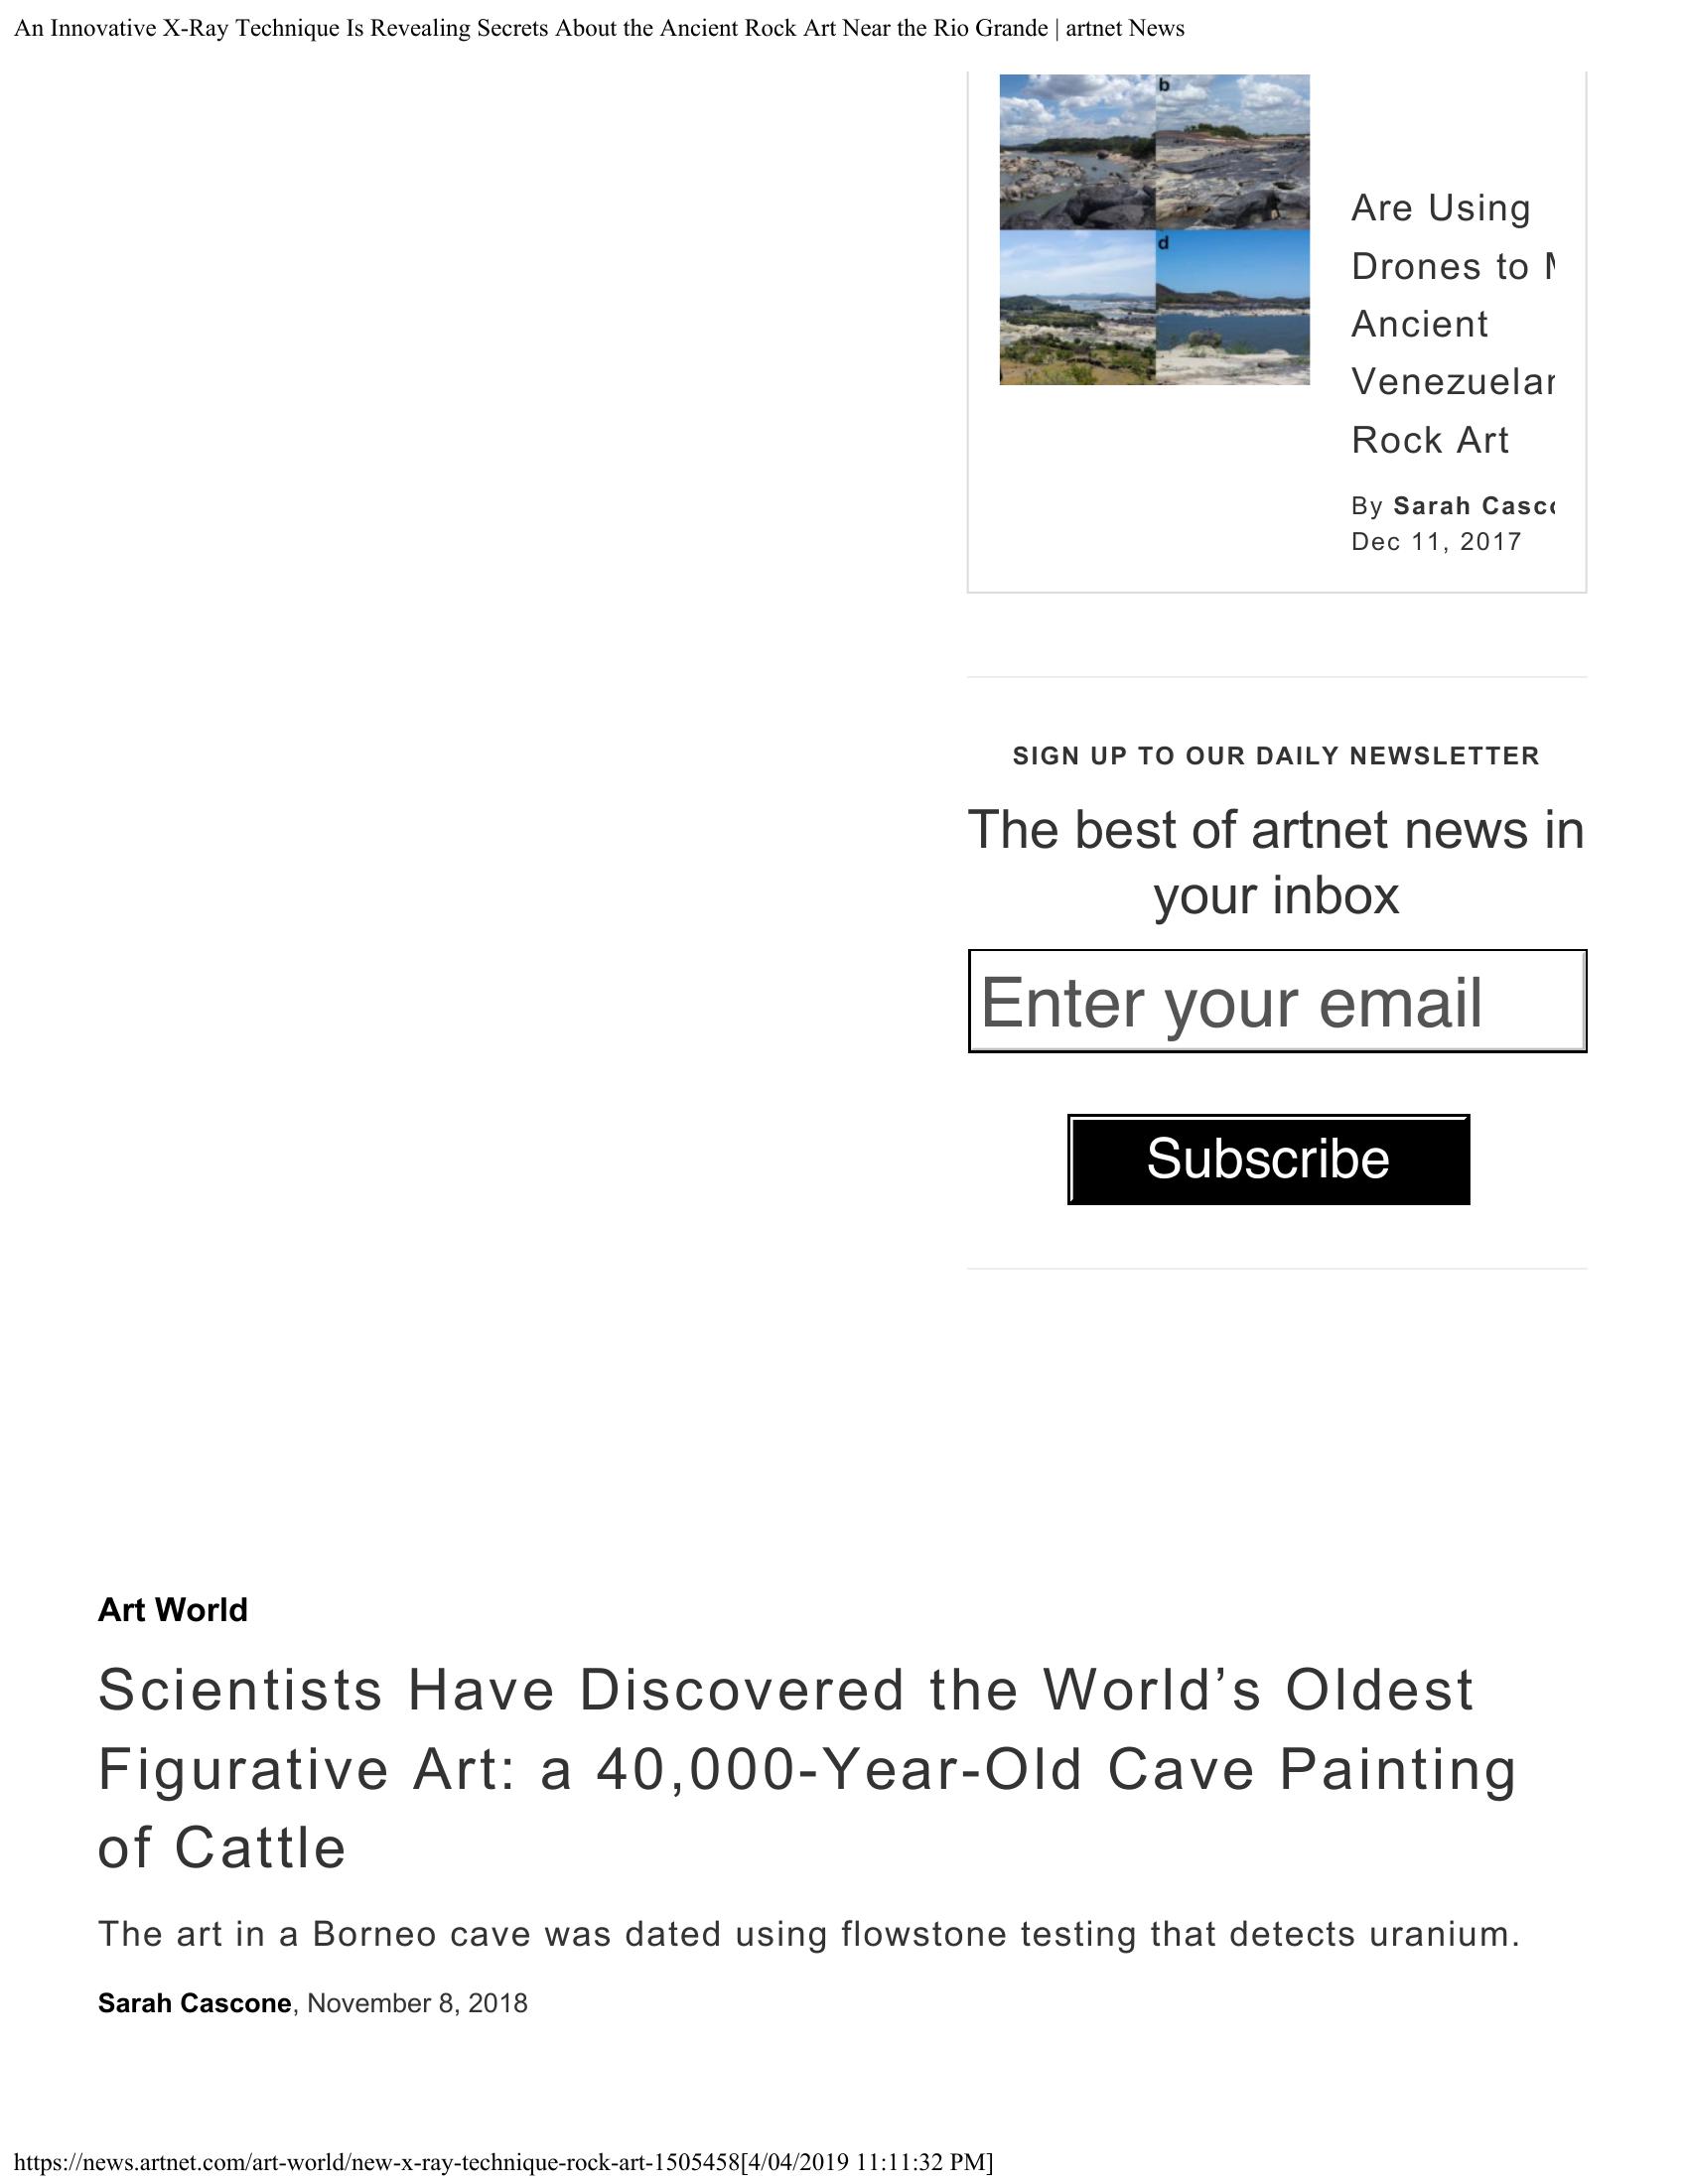 An Innovative X-Ray Technique Is Revealing Secrets About the Ancient Rock Art Near the Rio Grande | artnet News
b
d
Are Using
Drones to
Ancient
Rock Art
By Sarah
Dec 11, 2017
SIGN UP TO OUR DAILY NEWSLETTER
The best of artnet news in
your inbox
Enter your email
Subscribe
Art World
Scientists Have Discovered the World’s Oldest
Figurative Art: a 40,000-Year-Old Cave Painting
of Cattle
The art in a Borneo cave was dated using flowstone testing that detects uranium.
Sarah Cascone, November 8, 2018
https://news.artnet.com/art-world/new-x-ray-technique-rock-art-1505458[4/04/2019 11:11:32 PM]